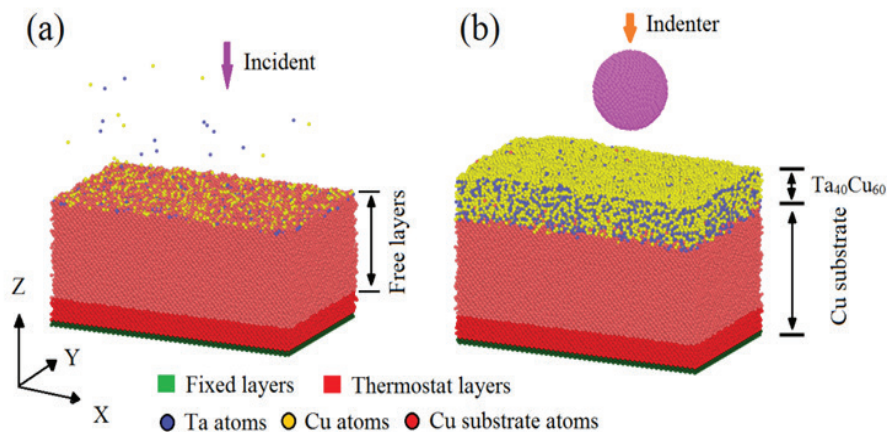 (a)
Incident
Free layers
Z
Y
X
(b)
Indenter
Ta₄₀Cu₆₀
Cu substrate
Fixed layers
Thermostat layers
Ta atoms
Cu atoms
Cu substrate atoms